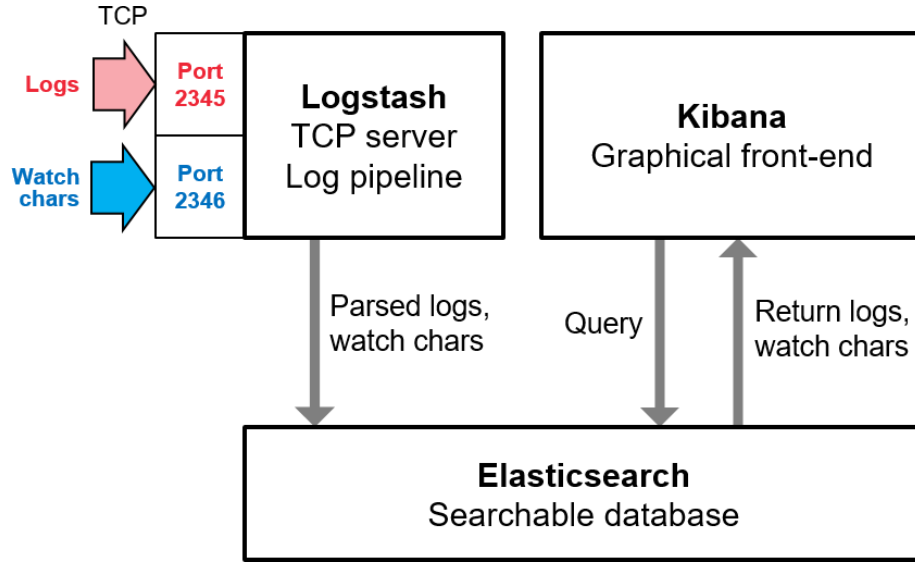 TCP
Logs
Port
2345
Watch
chars
Port
2346
Logstash
TCP server
Log pipeline
Kibana
Graphical front-end
Parsed logs,
watch chars
Query
Return logs,
watch chars
Elasticsearch
Searchable database